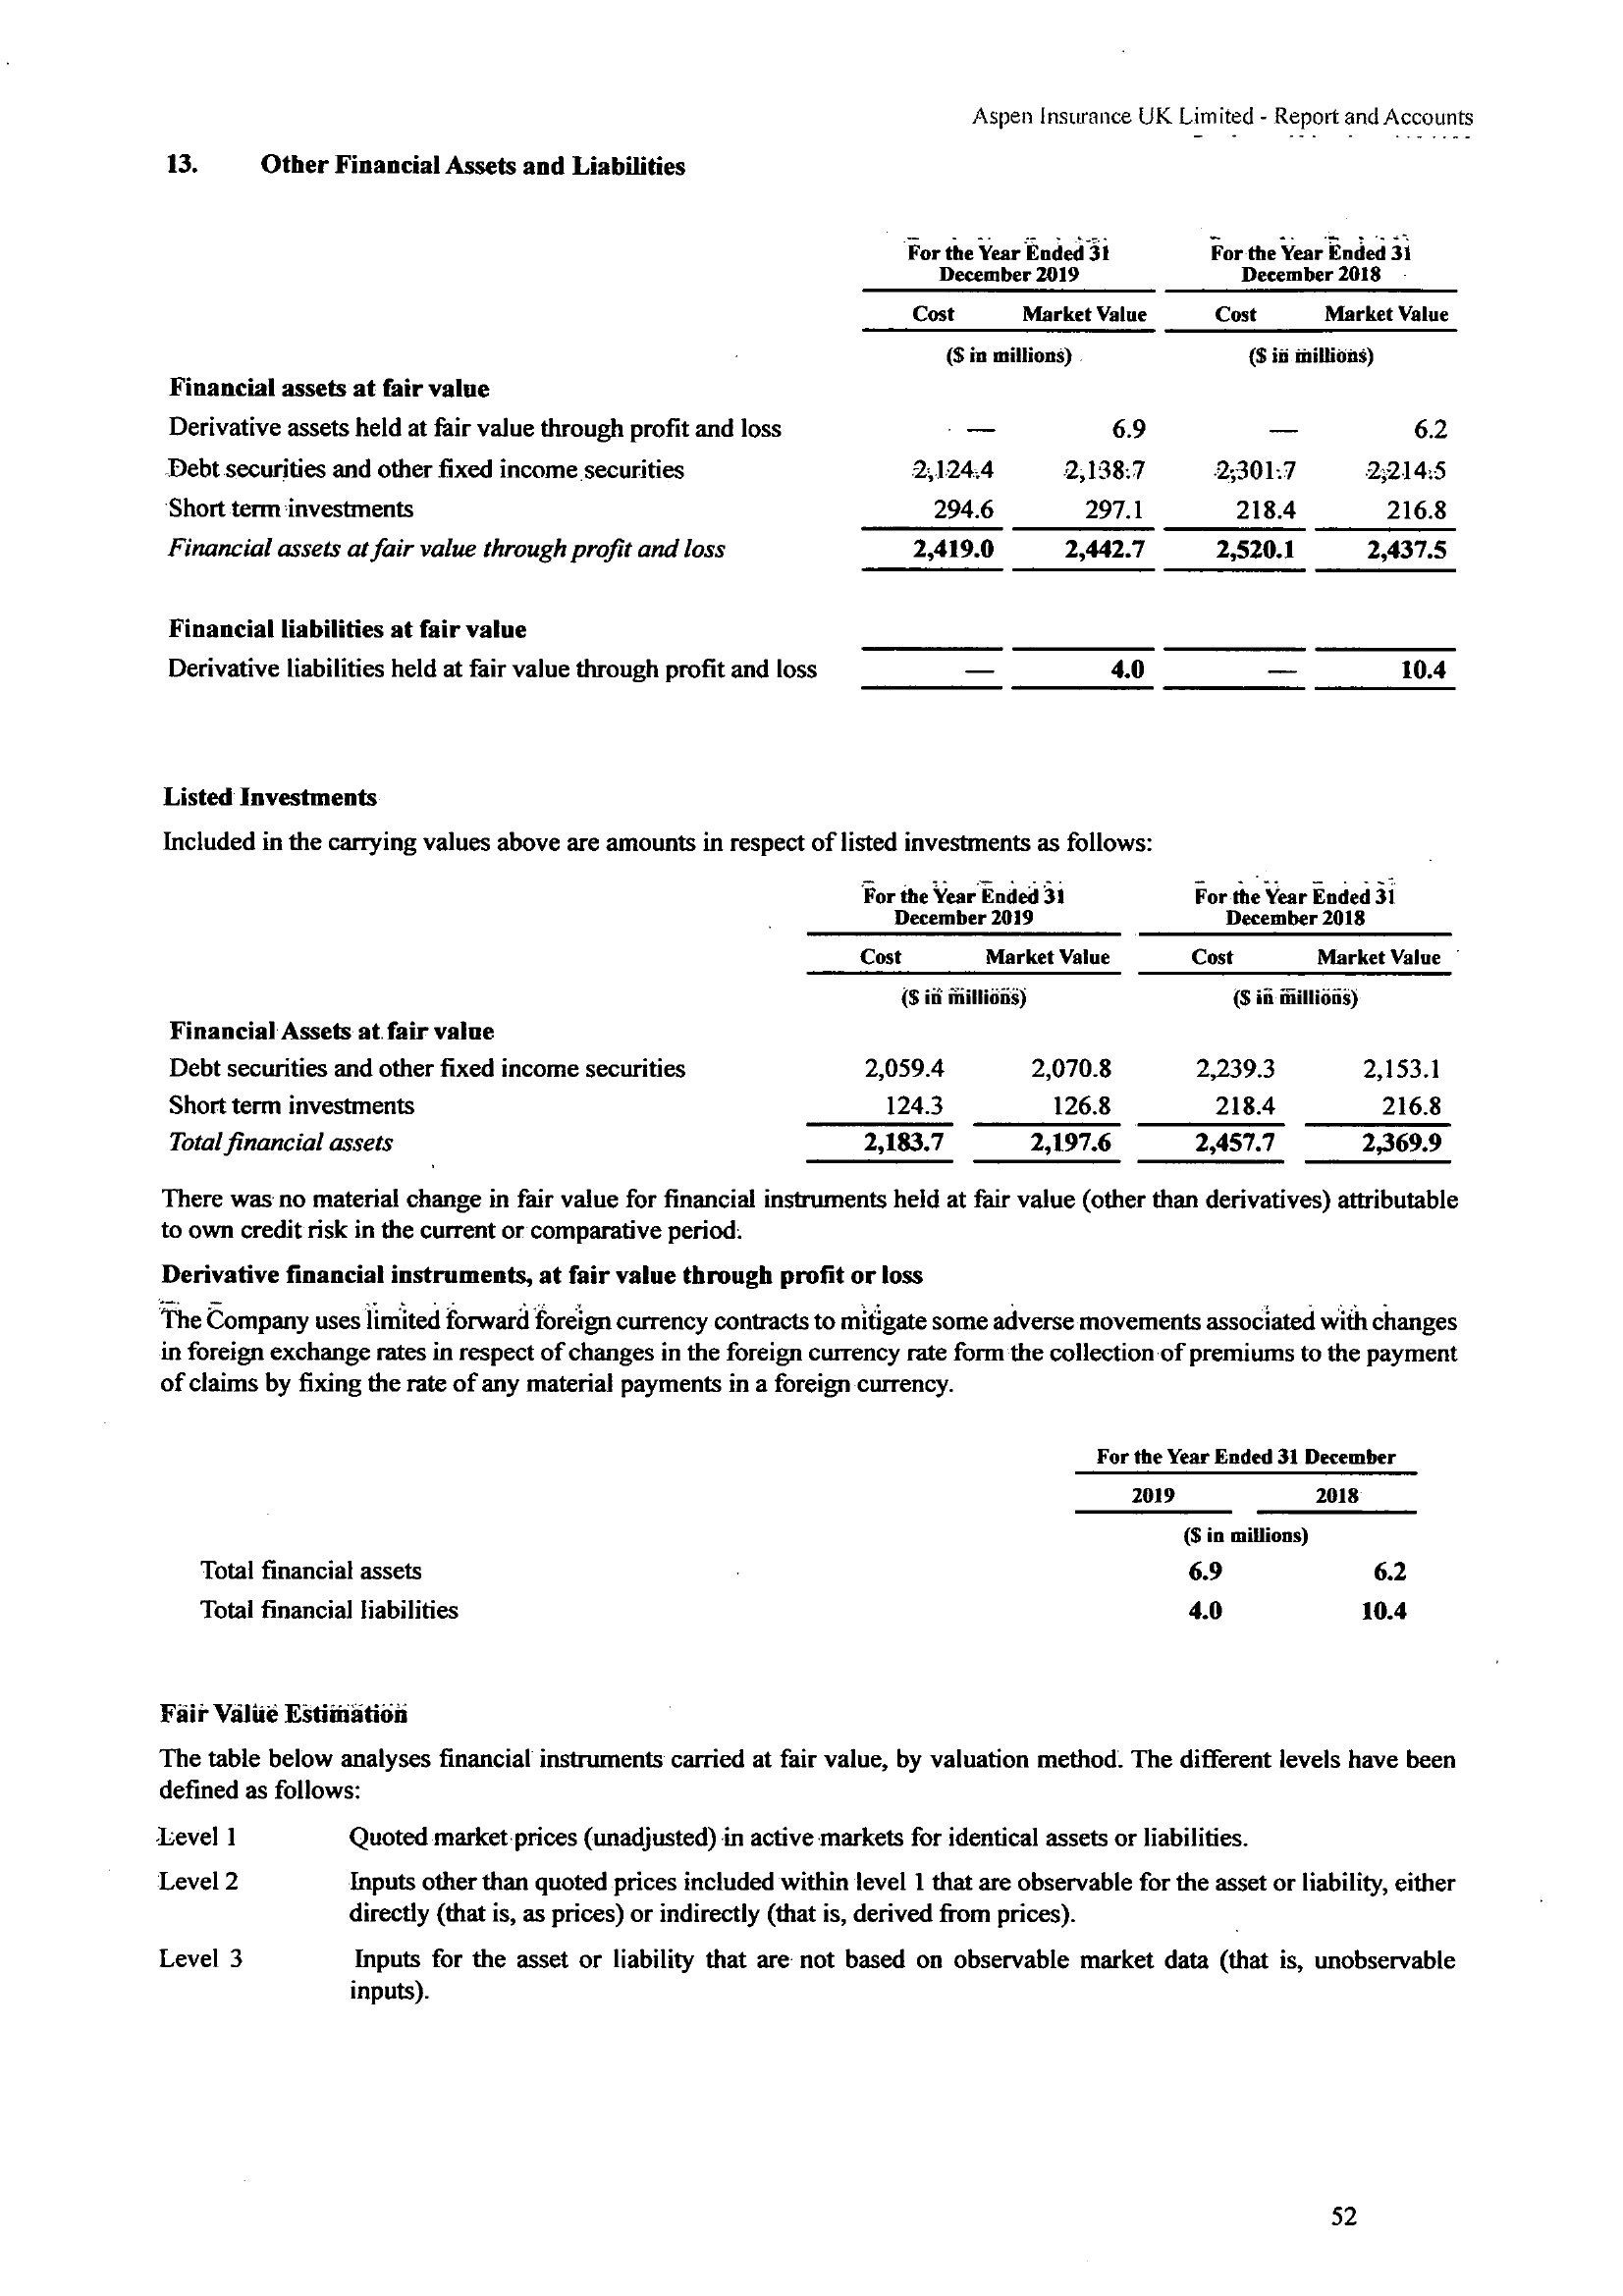 Aspen Insurance UK Limited - Report and Accounts
13. Other Financial Assets and Liabilities
For the Year Ended 31 For the Year Ended 31
December 2019 December 2018
Cost Market Value Cost Market Value
($ in millions) ($ in millions)
Financial assets at fair value
Derivative assets held at fair value through profit and loss — 6.9 — 6.2
Debt securities and other fixed income securities 2,124.4 2,138.7 2,301.7 2,214.5
Short term investments 294.6 297.1 218.4 216.8
Financial assets at fair value through profit and loss 2,419.0 2,442.7 2,520.1 2,437.5
Financial liabilities at fair value
Derivative liabilities held at fair value through profit and loss — 4.0 — 10.4
Listed Investments
Included in the carrying values above are amounts in respect of listed investments as follows:
For the Year Ended 31 For the Year Ended 31
December 2019 December 2018
Cost Market Value Cost Market Value
($ in millions) ($ in millions)
Financial Assets at fair value
Debt securities and other fixed income securities 2,059.4 2,070.8 2,239.3 2,153.1
Short term investments 124.3 126.8 218.4 216.8
Total financial assets 2,183.7 2,197.6 2,457.7 2,369.9
There was no material change in fair value for financial instruments held at fair value (other than derivatives) attributable
to own credit risk in the current or comparative period.
Derivative financial instruments, at fair value through profit or loss
The Company uses limited forward foreign currency contracts to mitigate some adverse movements associated with changes
in foreign exchange rates in respect of changes in the foreign currency rate form the collection of premiums to the payment
of claims by fixing the rate of any material payments in a foreign currency.
For the Year Ended 31 December
2019 2018
($ in millions)
Total financial assets 6.9 6.2
Total financial liabilities 4.0 10.4
Fair Value Estimation
The table below analyses financial instruments carried at fair value, by valuation method. The different levels have been
defined as follows:
Level 1 Quoted market prices (unadjusted) in active markets for identical assets or liabilities.
Level 2 Inputs other than quoted prices included within level 1 that are observable for the asset or liability, either
directly (that is, as prices) or indirectly (that is, derived from prices).
Level 3 Inputs for the asset or liability that are not based on observable market data (that is, unobservable
inputs).
52